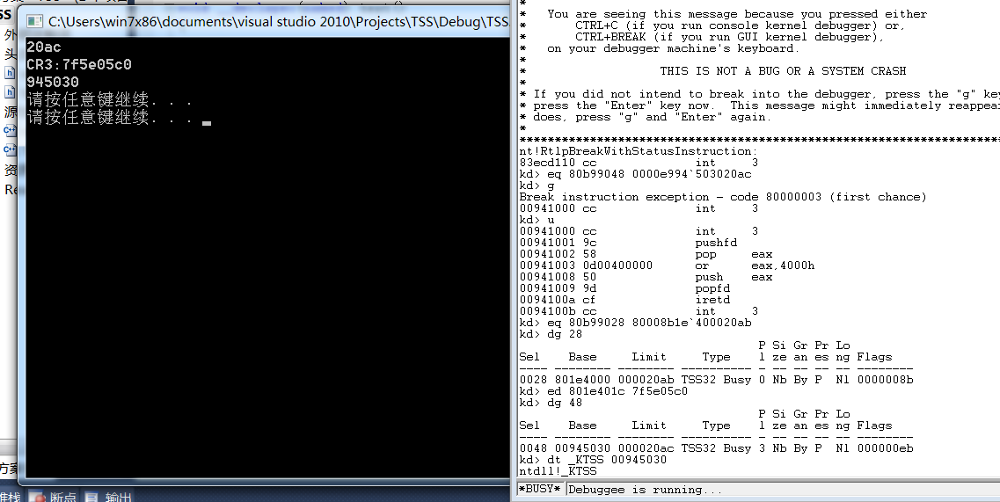 C:\Users\win7x86\documents\visual studio 2010\Projects\TSS\Debug\TSS
20ac
CR3:7f5e05c0
945030
请按任意键继续. . .
请按任意键继续. . .
*
*   You are seeing this message because you pressed either
*       CTRL+C (if you run console kernel debugger) or,
*       CTRL+BREAK (if you run GUI kernel debugger),
*   on your debugger machine's keyboard.
*
*                   THIS IS NOT A BUG OR A SYSTEM CRASH
*
* If you did not intend to break into the debugger, press the "g" key
* press the "Enter" key now.  This message might immediately reappear
* does, press "g" and "Enter" again.
*
********************************************************************
nt!RtlpBreakWithStatusInstruction:
83ecd110 cc              int     3
kd> eq 80b99048 0000e994`503020ac
kd> g
Break instruction exception - code 80000003 (first chance)
00941000 cc              int     3
kd> u
00941000 cc              int     3
00941001 9c              pushfd
00941002 58              pop     eax
00941003 0d00400000      or      eax,4000h
00941008 50              push    eax
00941009 9d              popfd
0094100a cf              iretd
0094100b cc              int     3
kd> eq 80b99028 80008b1e`400020ab
kd> dg 28
                                  P Si Gr Pr Lo
Sel    Base     Limit     Type    l ze an es ng Flags
---- -------- -------- ---------- - -- -- -- -- --------
0028 801e4000 000020ab TSS32 Busy 0 Nb By P  Nl 0000008b
kd> ed 801e401c 7f5e05c0
kd> dg 48
                                  P Si Gr Pr Lo
Sel    Base     Limit     Type    l ze an es ng Flags
---- -------- -------- ---------- - -- -- -- -- --------
0048 00945030 000020ac TSS32 Busy 3 Nb By P  Nl 000000eb
kd> dt _KTSS 00945030
ntdll!_KTSS
*BUSY* Debuggee is running...
断点
输出